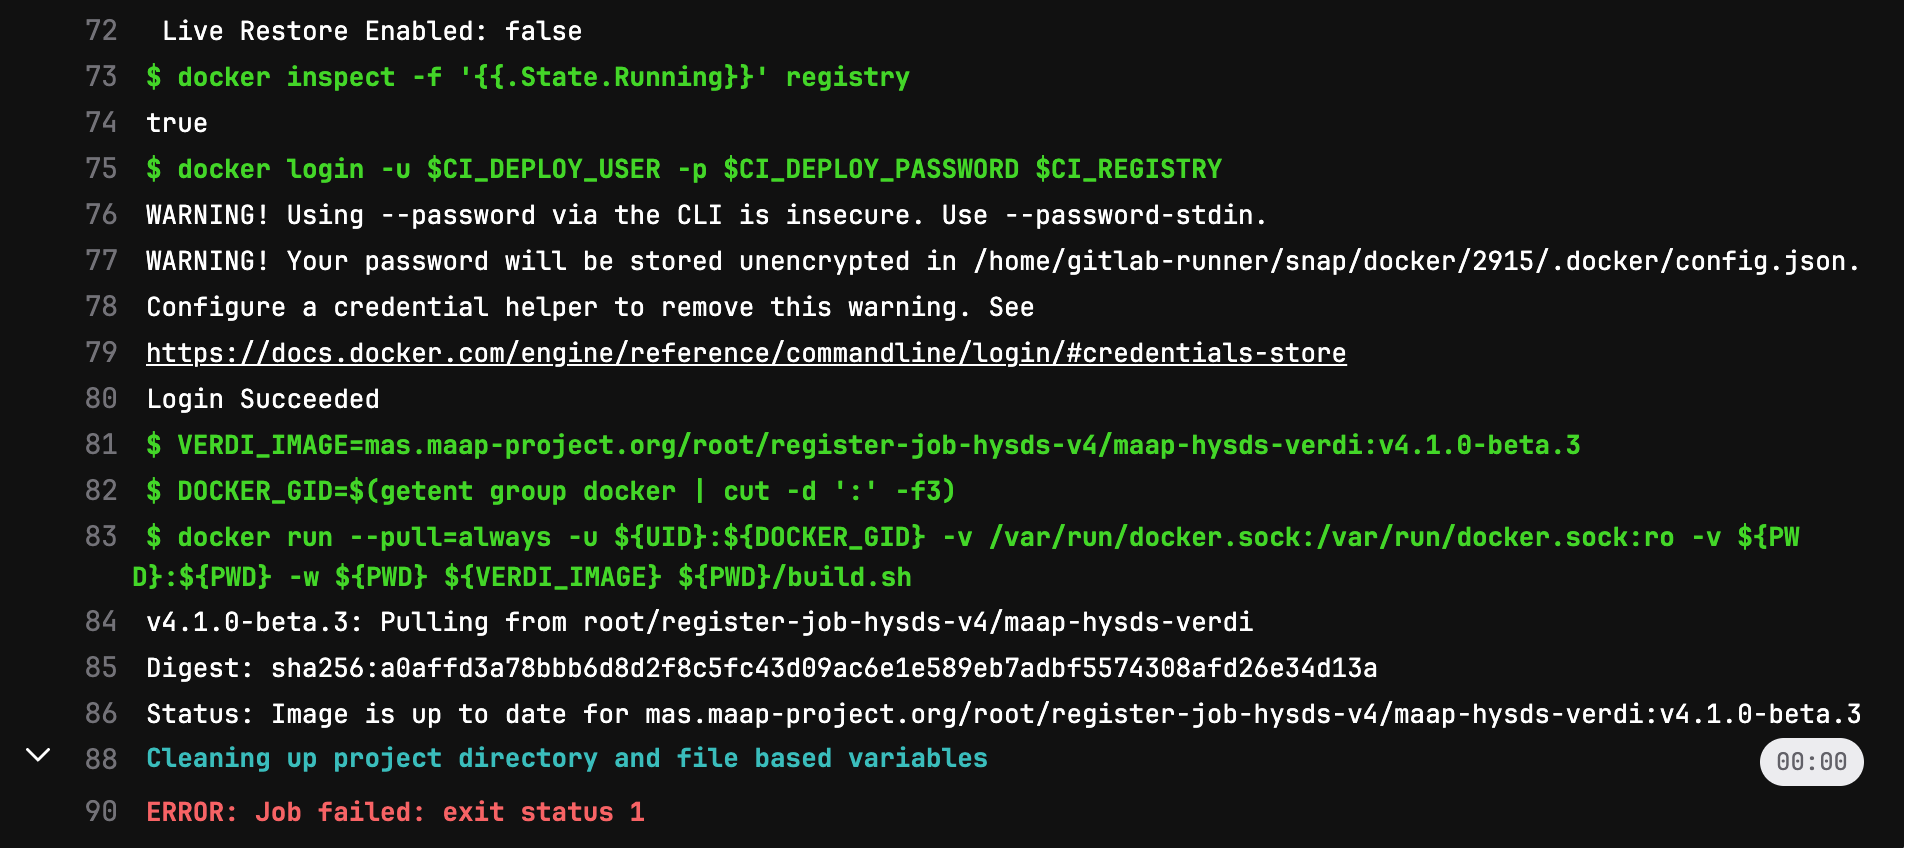 72 Live Restore Enabled: false
73 $ docker inspect -f '{{.State.Running}}' registry
74 true
75 $ docker login -u $CI_DEPLOY_USER -p $CI_DEPLOY_PASSWORD $CI_REGISTRY
76 WARNING! Using --password via the CLI is insecure. Use --password-stdin.
77 WARNING! Your password will be stored unencrypted in /home/gitlab-runner/snap/docker/2915/.docker/config.json.
78 Configure a credential helper to remove this warning. See
79 https://docs.docker.com/engine/reference/commandline/login/#credentials-store
80 Login Succeeded
81 $ VERDI_IMAGE=mas.maap-project.org/root/register-job-hysds-v4/maap-hysds-verdi:v4.1.0-beta.3
82 $ DOCKER_GID=$(getent group docker | cut -d ':' -f3)
83 $ docker run --pull=always -u ${UID}:${DOCKER_GID} -v /var/run/docker.sock:/var/run/docker.sock:ro -v ${PW
D}:${PWD} -w ${PWD} ${VERDI_IMAGE} ${PWD}/build.sh
84 v4.1.0-beta.3: Pulling from root/register-job-hysds-v4/maap-hysds-verdi
85 Digest: sha256:a0affd3a78bbb6d8d2f8c5fc43d09ac6e1e589eb7adbf5574308afd26e34d13a
86 Status: Image is up to date for mas.maap-project.org/root/register-job-hysds-v4/maap-hysds-verdi:v4.1.0-beta.3
88 Cleaning up project directory and file based variables 00:00
90 ERROR: Job failed: exit status 1